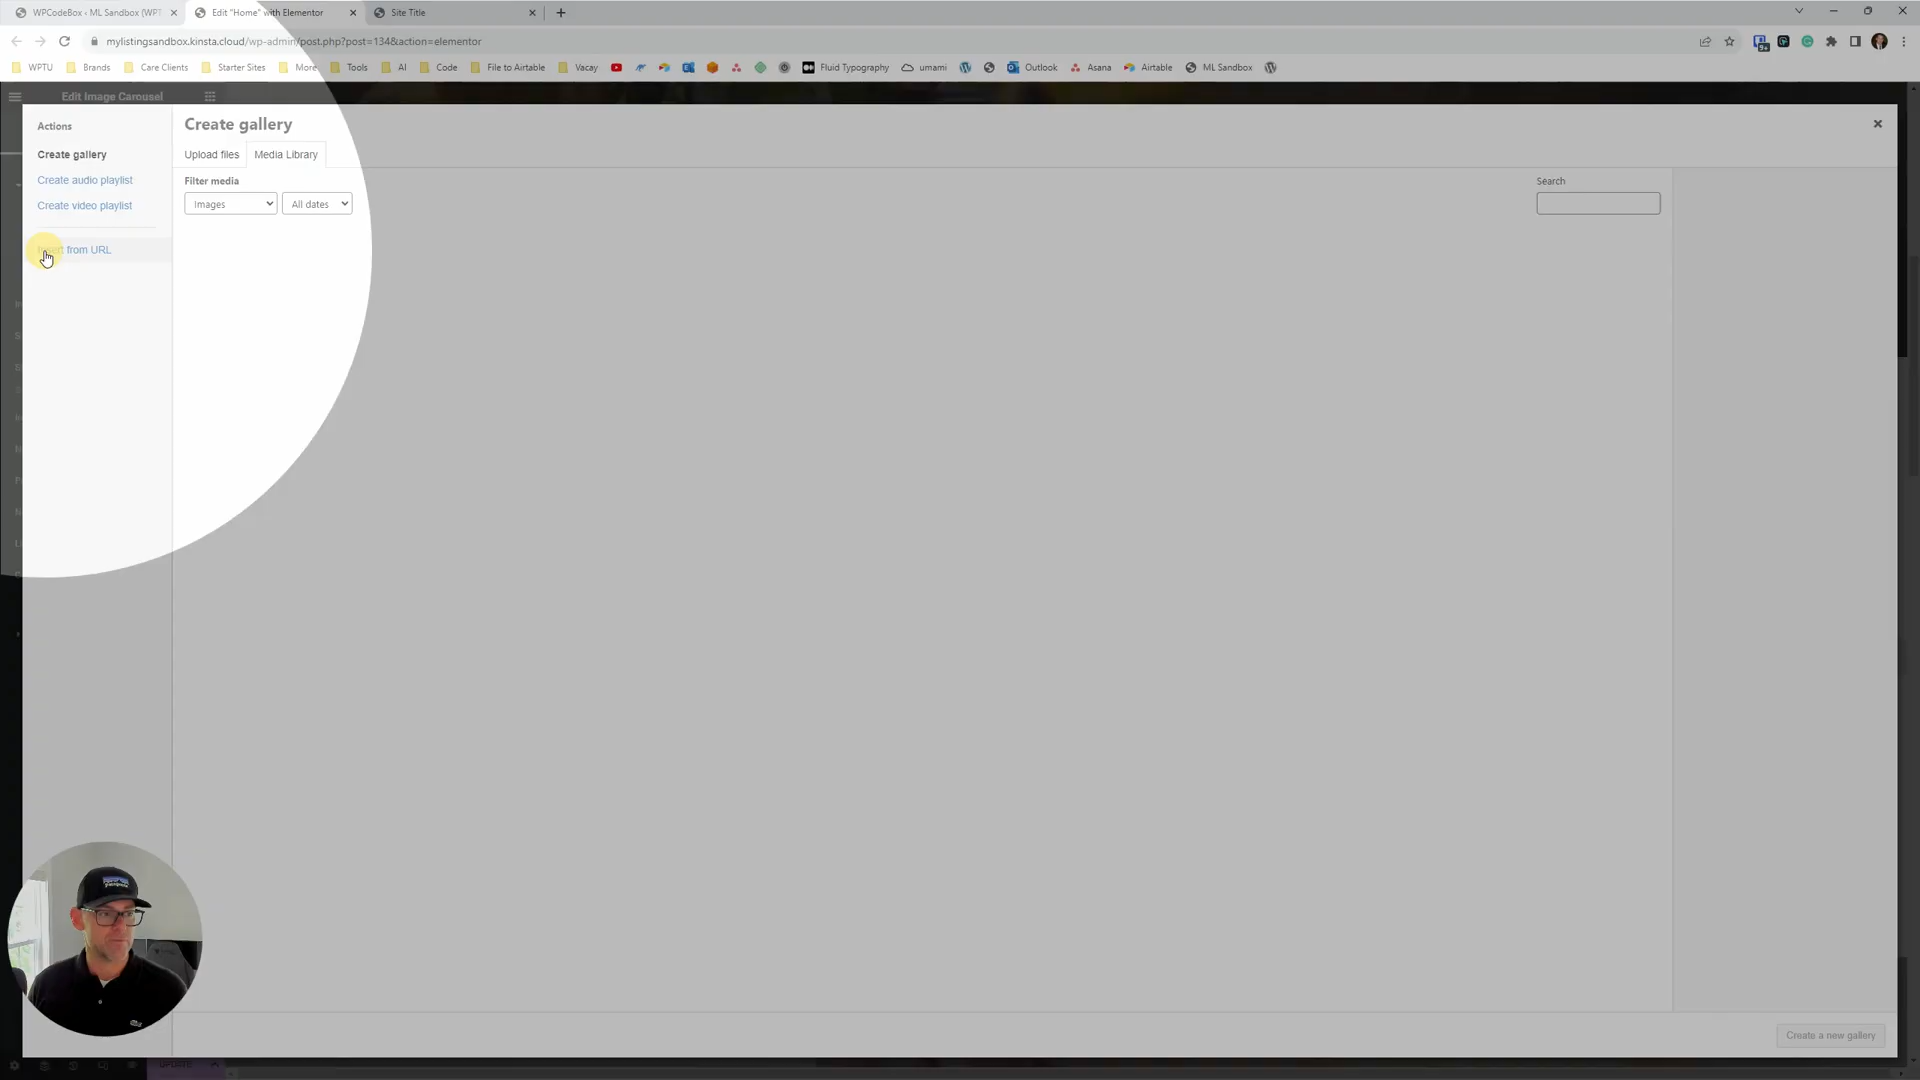 WPCodeBox ‹ ML Sandbox (WPT
Edit "Home" with Elementor
Site Title
mylistingsandbox.kinsta.cloud/wp-admin/post.php?post=134&action=elementor
WPTU
Brands
Care Clients
Starter Sites
More
Tools
AI
Code
File to Airtable
Vacay
Fluid Typography
umami
Outlook
Asana
Airtable
ML Sandbox
Edit Image Carousel
Actions
Create gallery
Create audio playlist
Create video playlist
Insert from URL
Create gallery
Upload files
Media Library
Filter media
Images
All dates
Search
Create a new gallery
UPDATE